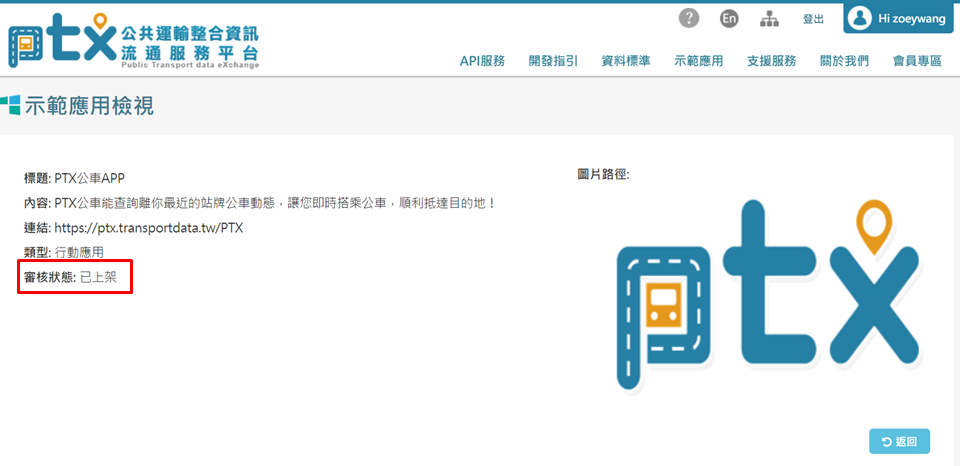 ptx 公共運輸整合資訊
流通服務平台
Public Transport data eXchange
? En 登出 Hi zoeywang
API服務 開發指引 資料標準 示範應用 支援服務 關於我們 會員專區
示範應用檢視
標題: PTX公車APP
圖片路徑:
內容: PTX公車能查詢離你最近的站牌公車動態，讓您即時搭乘公車，順利抵達目的地！
連結: https://ptx.transportdata.tw/PTX
類型: 行動應用
審核狀態: 已上架
ptx
返回